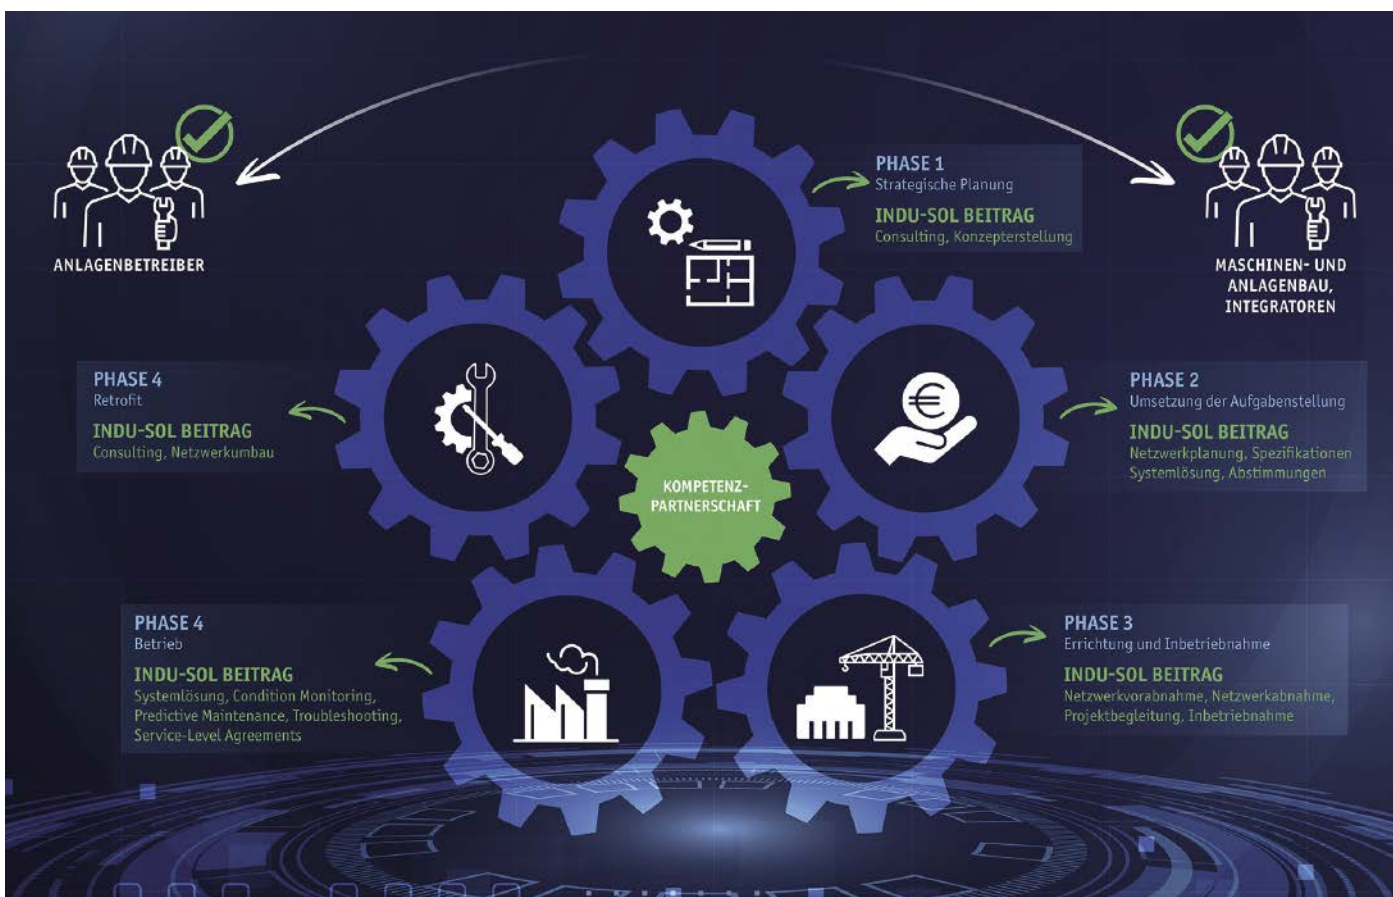 ANLAGENBETREIBER
PHASE 1
Strategische Planung
INDU-SOL BEITRAG
Consulting, Konzepterstellung
MASCHINEN- UND
ANLAGENBAU,
INTEGRATOREN
PHASE 4
Retrofit
INDU-SOL BEITRAG
Consulting, Netzwerkumbau
€
PHASE 2
Umsetzung der Aufgabenstellung
INDU-SOL BEITRAG
Netzwerkplanung, Spezifikationen
Systemlösung, Abstimmungen
KOMPETENZ-
PARTNERSCHAFT
PHASE 4
Betrieb
INDU-SOL BEITRAG
Systemlösung, Condition Monitoring,
Predictive Maintenance, Troubleshooting,
Service-Level Agreements
PHASE 3
Errichtung und Inbetriebnahme
INDU-SOL BEITRAG
Netzwerkvorabnahme, Netzwerkabnahme,
Projektbegleitung, Inbetriebnahme